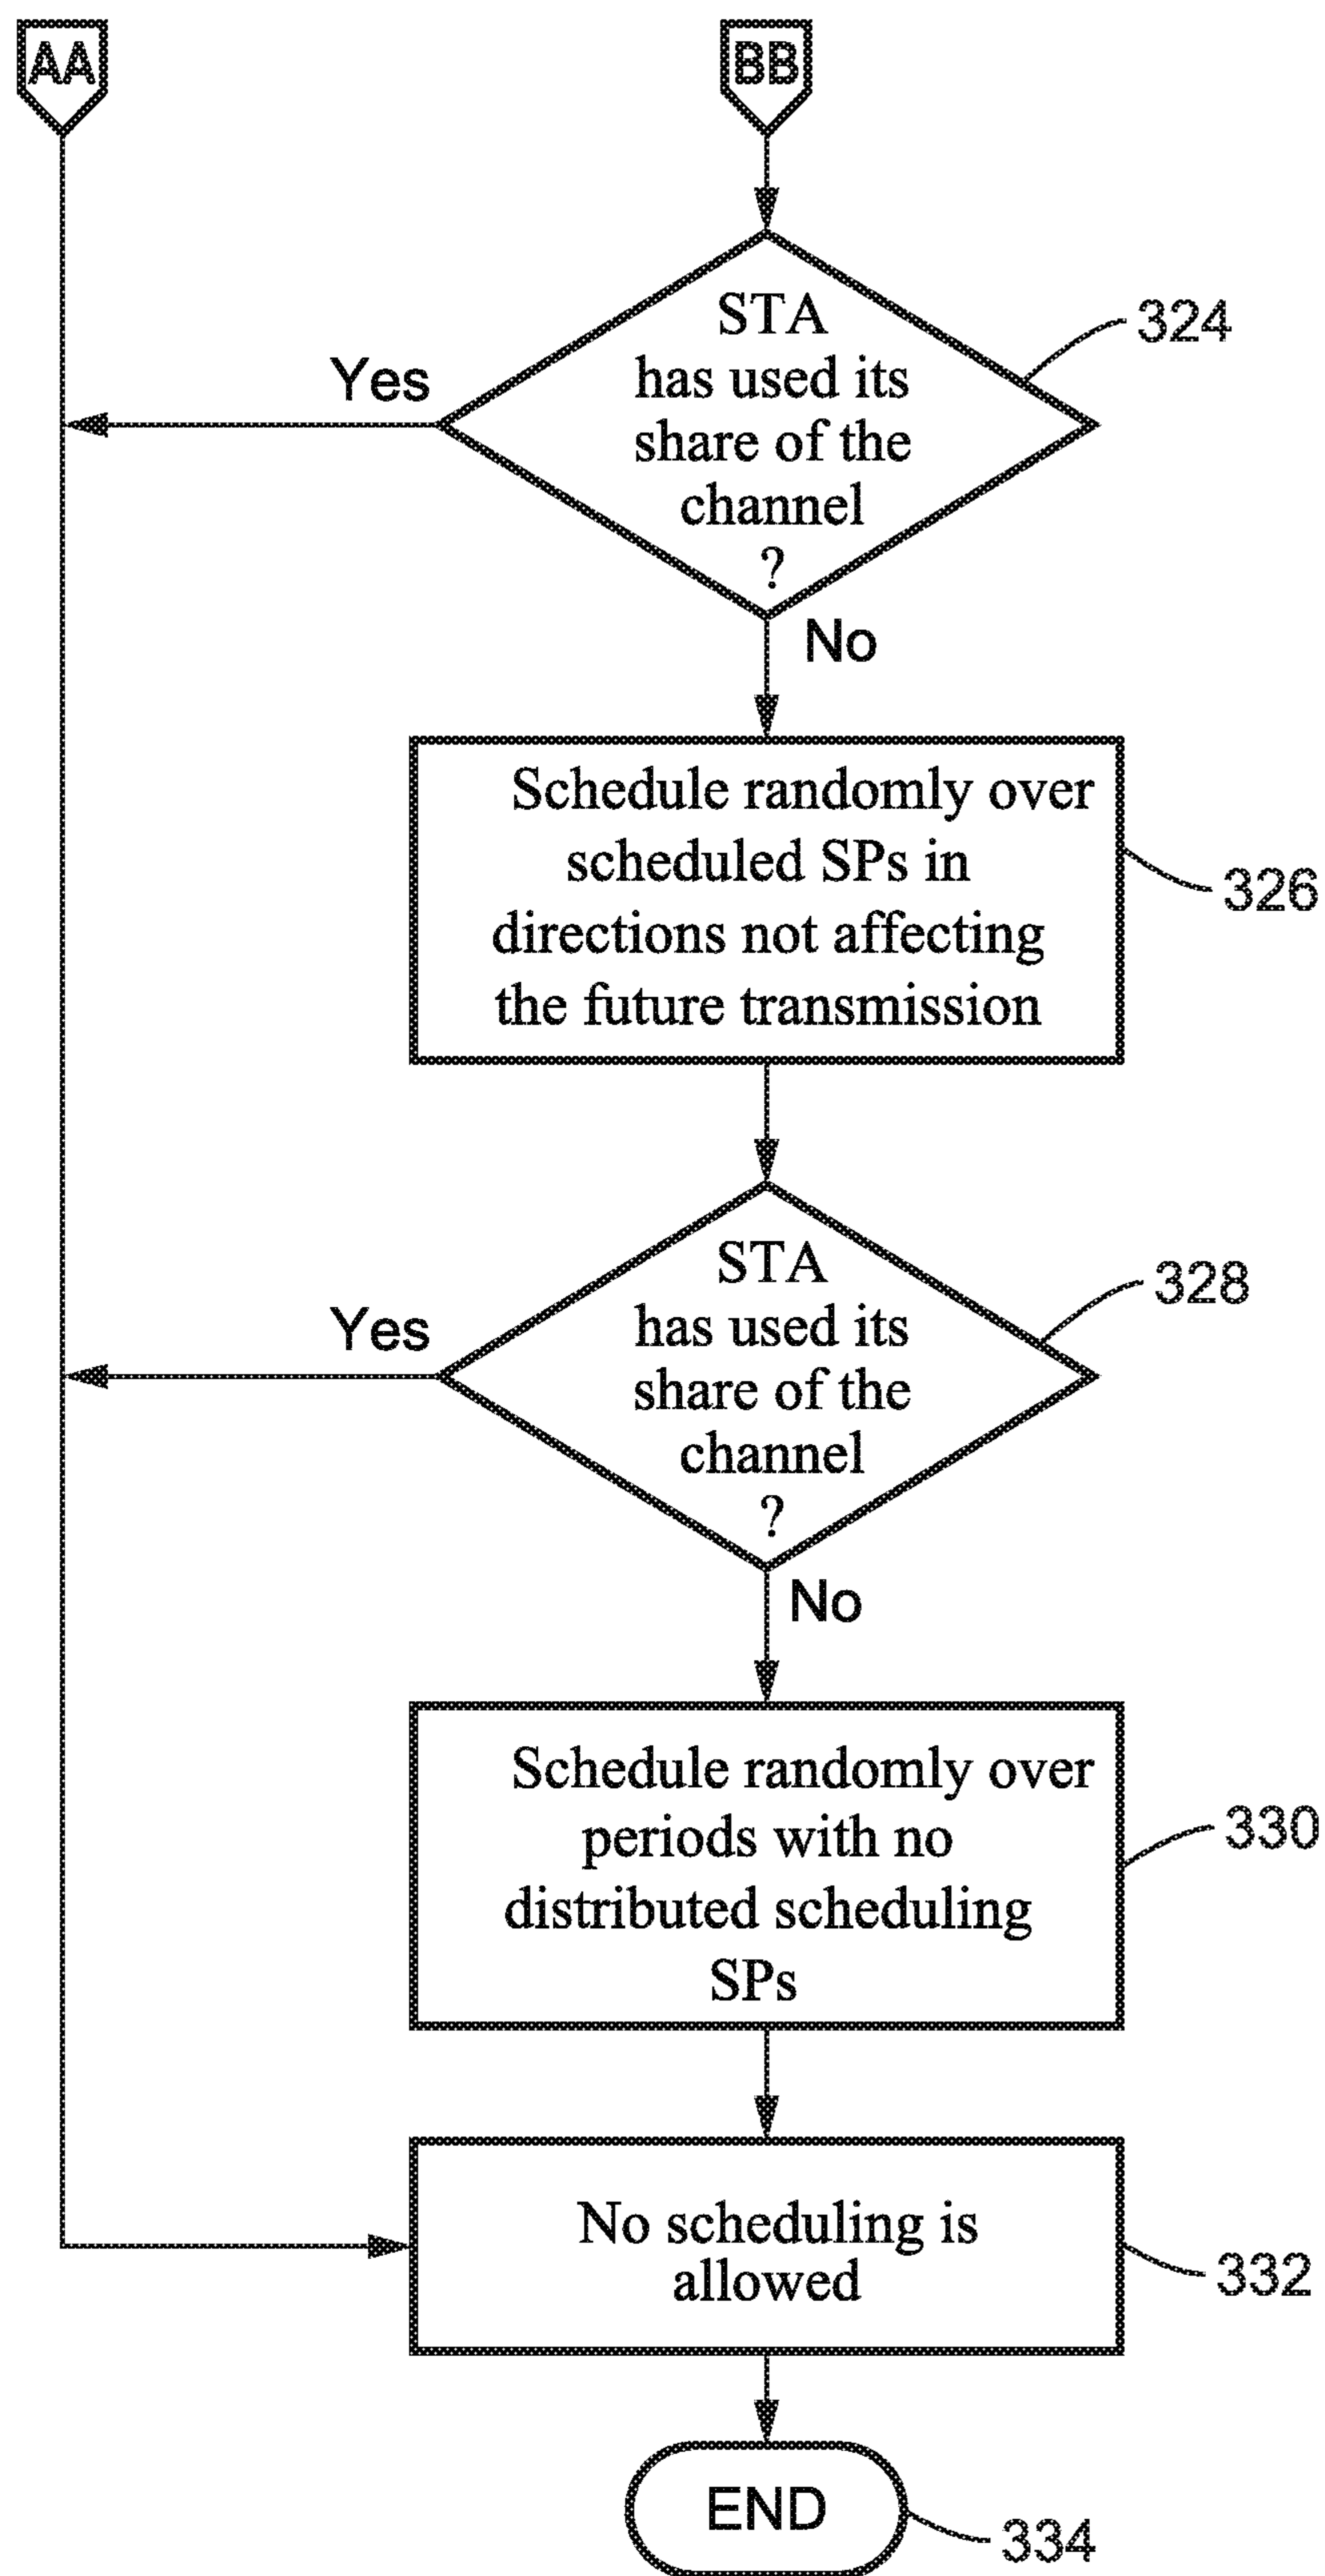 AA
BB
STA
has used its
share of the
channel
?
324
Yes
No
Schedule randomly over
scheduled SPs in
directions not affecting
the future transmission
326
STA
has used its
share of the
channel
?
328
Yes
No
Schedule randomly over
periods with no
distributed scheduling
SPs
330
No scheduling is
allowed
332
END
334